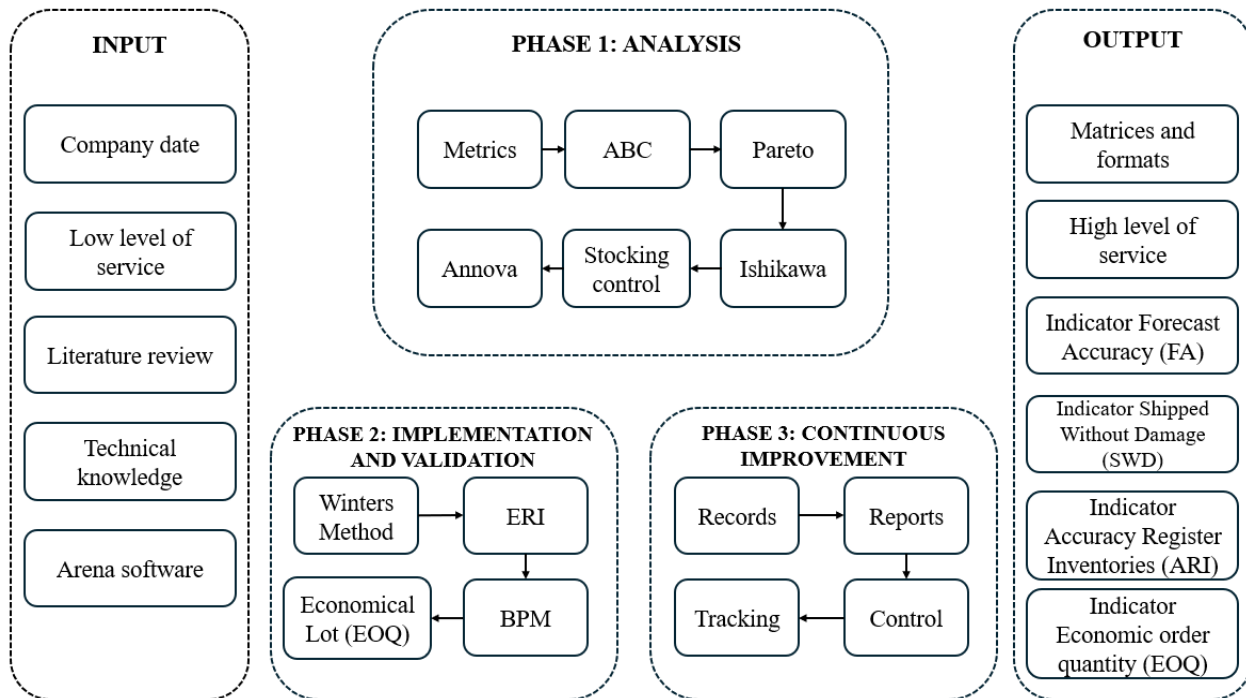 INPUT
Company date
Low level of
service
Literature review
Technical
knowledge
Arena software
PHASE 1: ANALYSIS
Metrics
ABC
Pareto
Annova
Stocking
control
Ishikawa
PHASE 2: IMPLEMENTATION
AND VALIDATION
Winters
Method
ERI
Economical
Lot (EOQ)
BPM
PHASE 3: CONTINUOUS
IMPROVEMENT
Records
Reports
Tracking
Control
OUTPUT
Matrices and
formats
High level of
service
Indicator Forecast
Accuracy (FA)
Indicator Shipped
Without Damage
(SWD)
Indicator
Accuracy Register
Inventories (ARI)
Indicator
Economic order
quantity (EOQ)